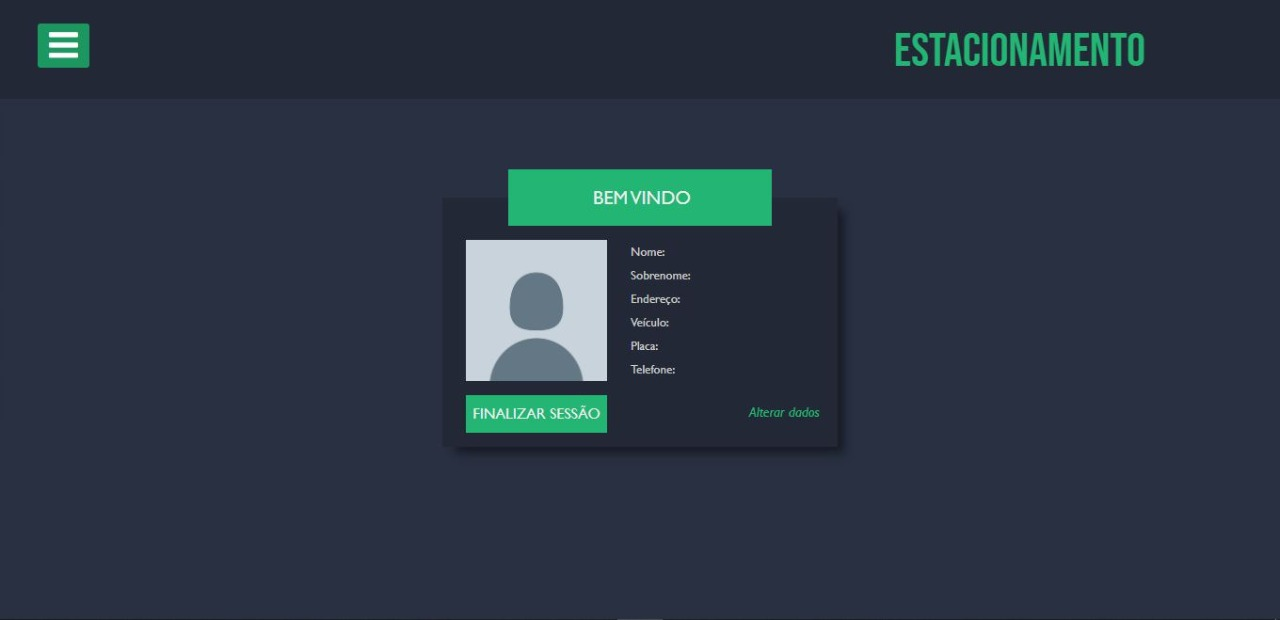 ESTACIONAMENTO
BEM VINDO
Nome:
Sobrenome:
Endereço:
Veículo:
Placa:
Telefone:
FINALIZAR SESSÃO
Alterar dados